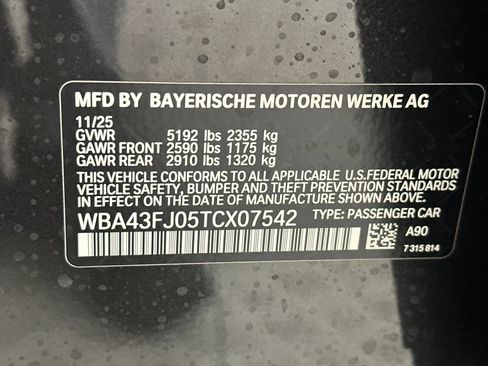 MFD BY BAYERISCHE MOTOREN WERKE AG
11/25
GVWR 5192 lbs 2355 kg
GAWR FRONT 2590 lbs 1175 kg
GAWR REAR 2910 lbs 1320 kg
THIS VEHICLE CONFORMS TO ALL APPLICABLE U.S.FEDERAL MOTOR
VEHICLE SAFETY, BUMPER AND THEFT PREVENTION STANDARDS
IN EFFECT ON THE DATE OF MANUFACTURE SHOWN ABOVE.
WBA43FJ05TCX07542 TYPE: PASSENGER CAR
A90
7 315 814